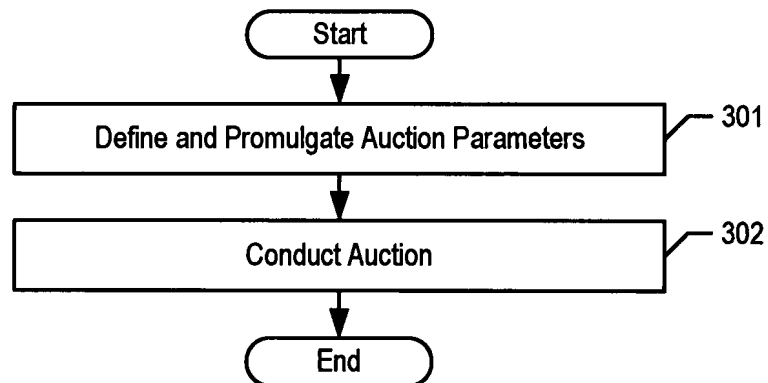 Start
Define and Promulgate Auction Parameters
301
Conduct Auction
302
End